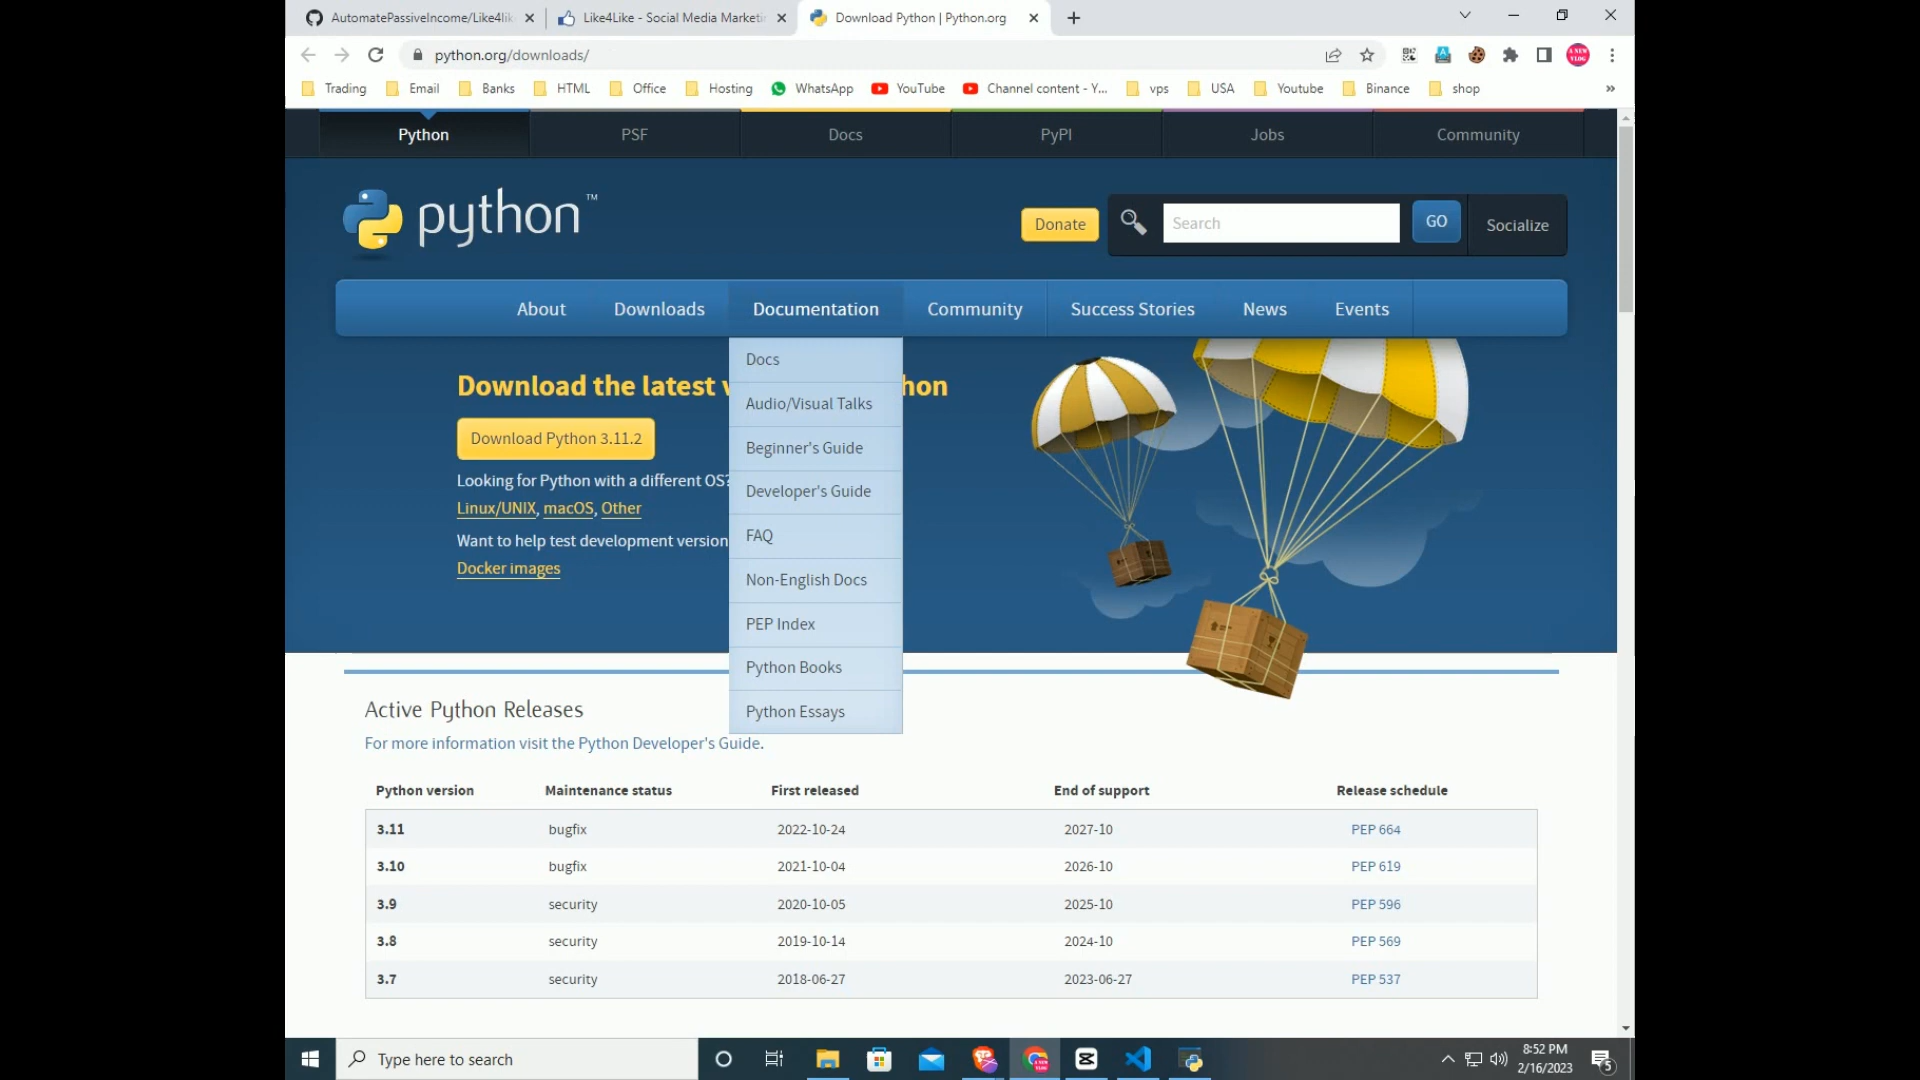 AutomatePassiveIncome/Like4lik
Like4Like - Social Media Marketi
Download Python | Python.org
python.org/downloads/
Trading
Email
Banks
HTML
Office
Hosting
WhatsApp
YouTube
Channel content - Y...
vps
USA
Youtube
Binance
shop
»
Python
PSF
Docs
PyPI
Jobs
Community
python™
Donate
Search
GO
Socialize
About
Downloads
Documentation
Community
Success Stories
News
Events
Docs
Audio/Visual Talks
Beginner's Guide
Developer's Guide
FAQ
Non-English Docs
PEP Index
Python Books
Python Essays
Download the latest v hon
Download Python 3.11.2
Looking for Python with a different OS?
Linux/UNIX, macOS, Other
Want to help test development version
Docker images
Active Python Releases
For more information visit the Python Developer's Guide.
Python version Maintenance status First released End of support Release schedule
3.11 bugfix 2022-10-24 2027-10 PEP 664
3.10 bugfix 2021-10-04 2026-10 PEP 619
3.9 security 2020-10-05 2025-10 PEP 596
3.8 security 2019-10-14 2024-10 PEP 569
3.7 security 2018-06-27 2023-06-27 PEP 537
Type here to search
8:52 PM
2/16/2023
5